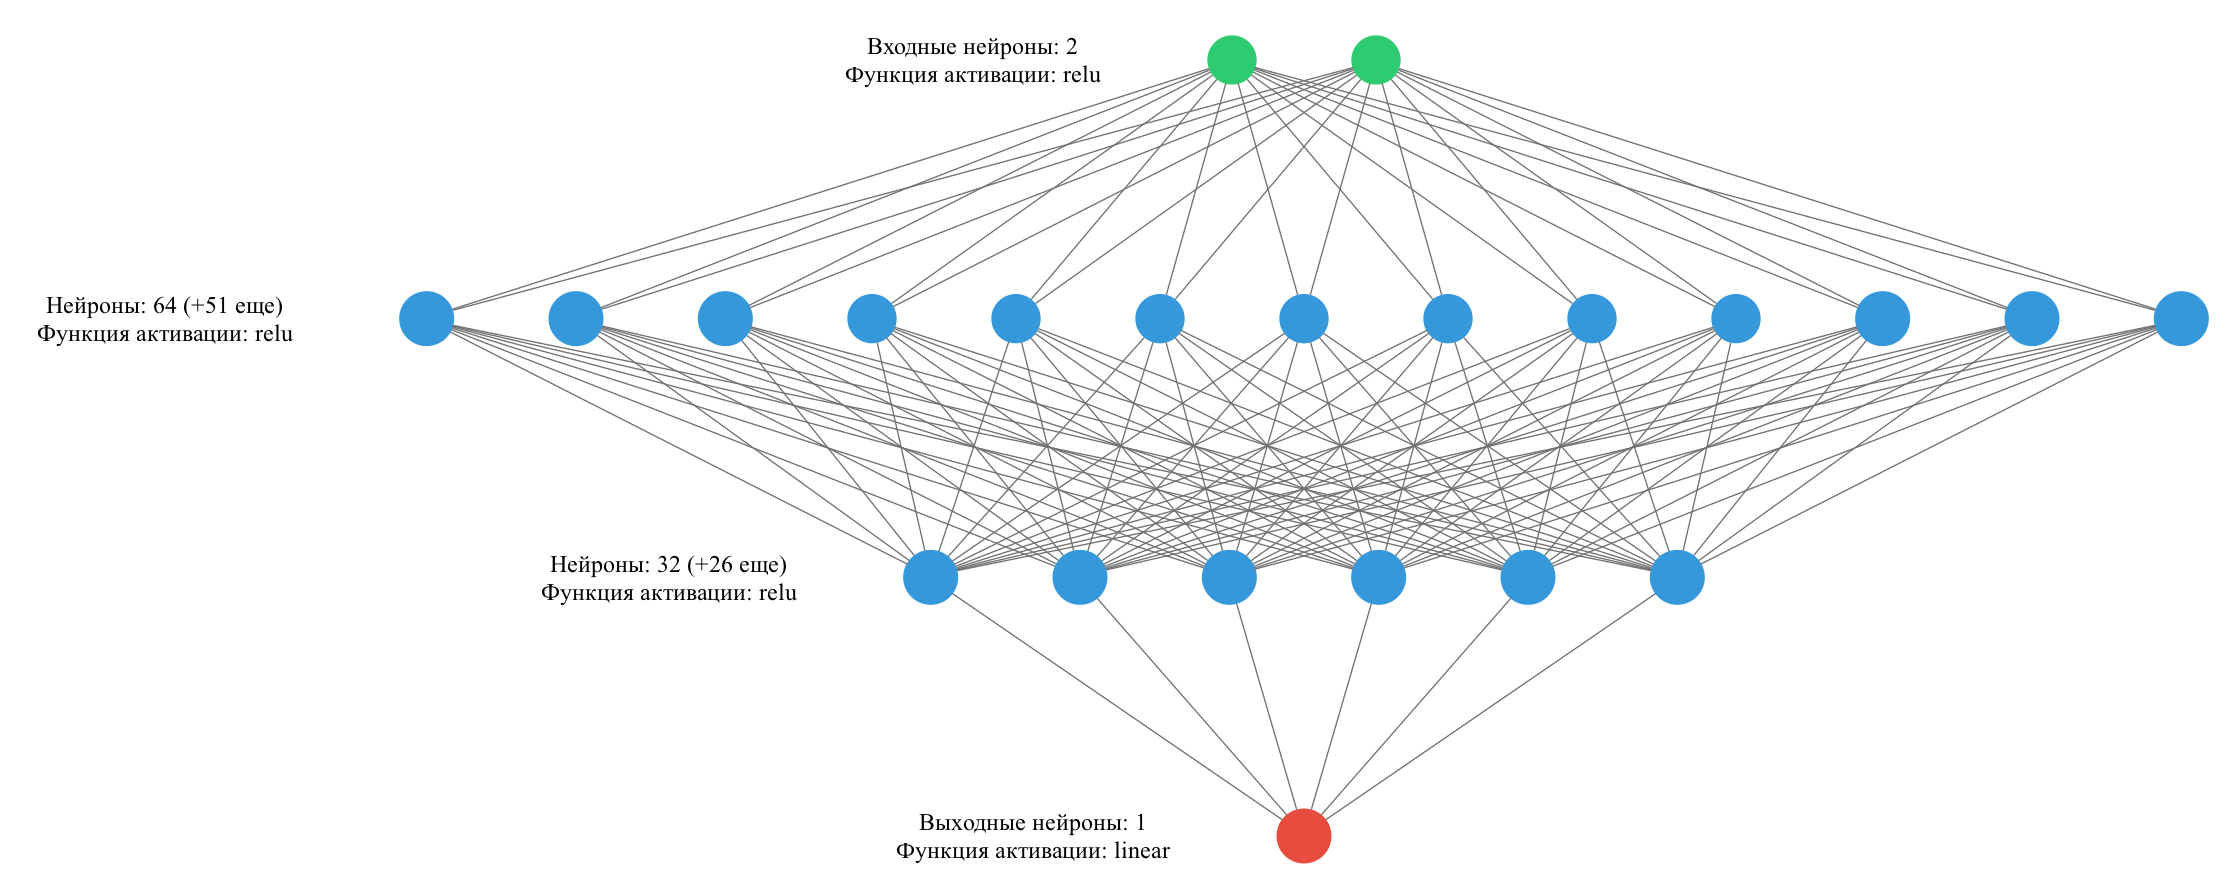 Входные нейроны: 2
Функция активации: relu
Нейроны: 64 (+51 еще)
Функция активации: relu
Нейроны: 32 (+26 еще)
Функция активации: relu
Выходные нейроны: 1
Функция активации: linear